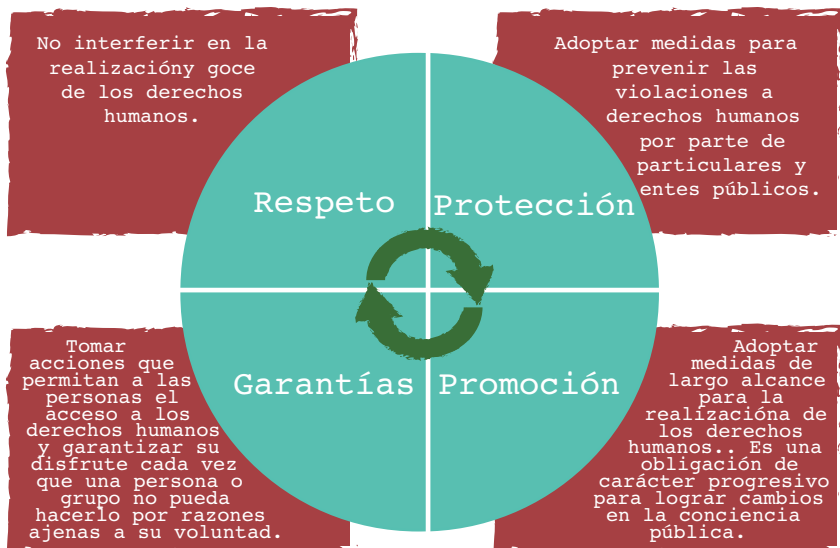 No interferir en la
realizacióny goce
de los derechos
humanos.
Adoptar medidas para
prevenir las
violaciones a
derechos humanos
por parte de
particulares y
entes públicos.
Respeto
Protección
Garantías
Promoción
Tomar
acciones que
permitan a las
personas el
acceso a los
derechos humanos
y garantizar su
disfrute cada vez
que una persona o
grupo no pueda
hacerlo por razones
ajenas a su voluntad.
Adoptar
medidas de
largo alcance
para la
realizacióna de
los derechos
humanos.. Es una
obligación de
carácter progresivo
para lograr cambios
en la conciencia
pública.